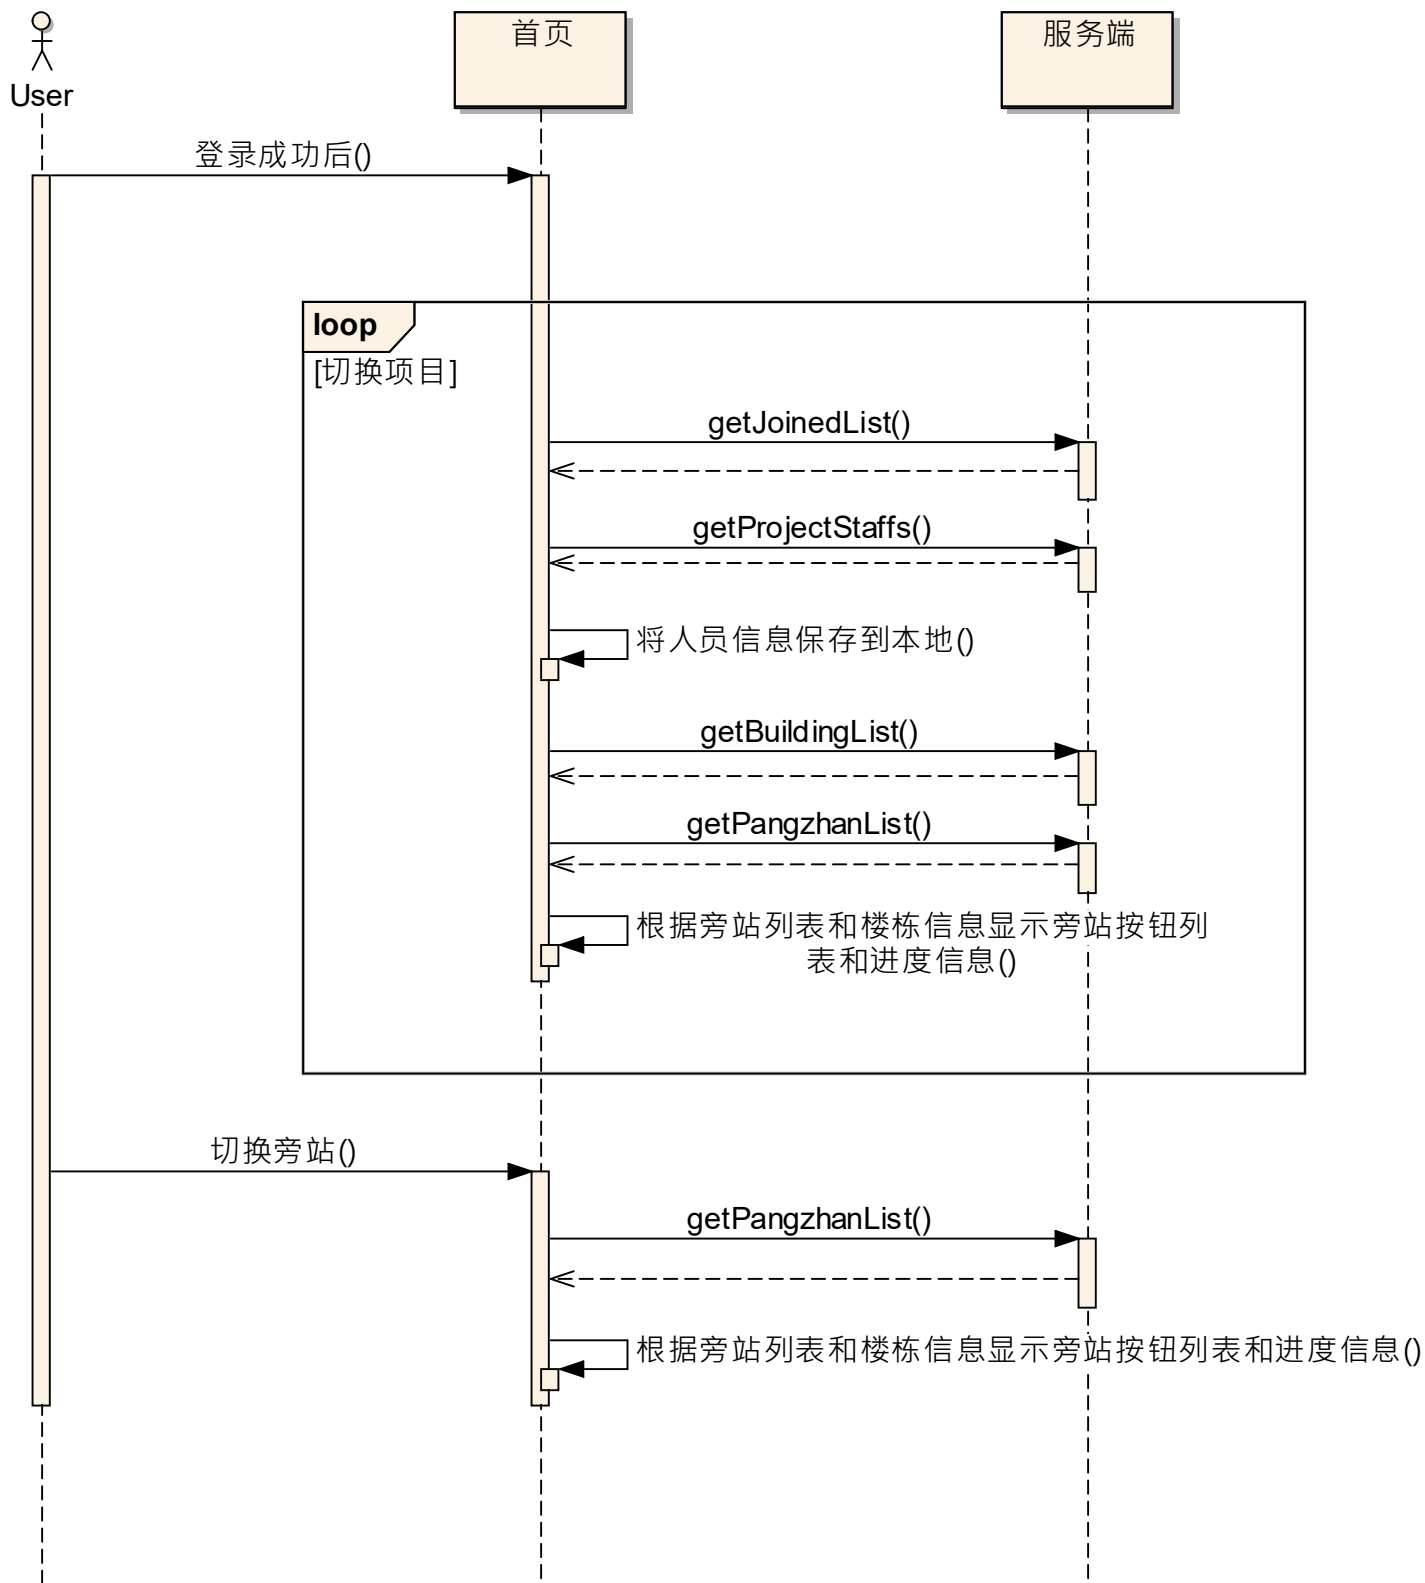 User
首页
服务端
登录成功后()
loop
[切换项目]
getJoinedList()
getProjectStaffs()
将人员信息保存到本地()
getBuildingList()
getPangzhanList()
根据旁站列表和楼栋信息显示旁站按钮列
表和进度信息()
切换旁站()
getPangzhanList()
根据旁站列表和楼栋信息显示旁站按钮列表和进度信息()